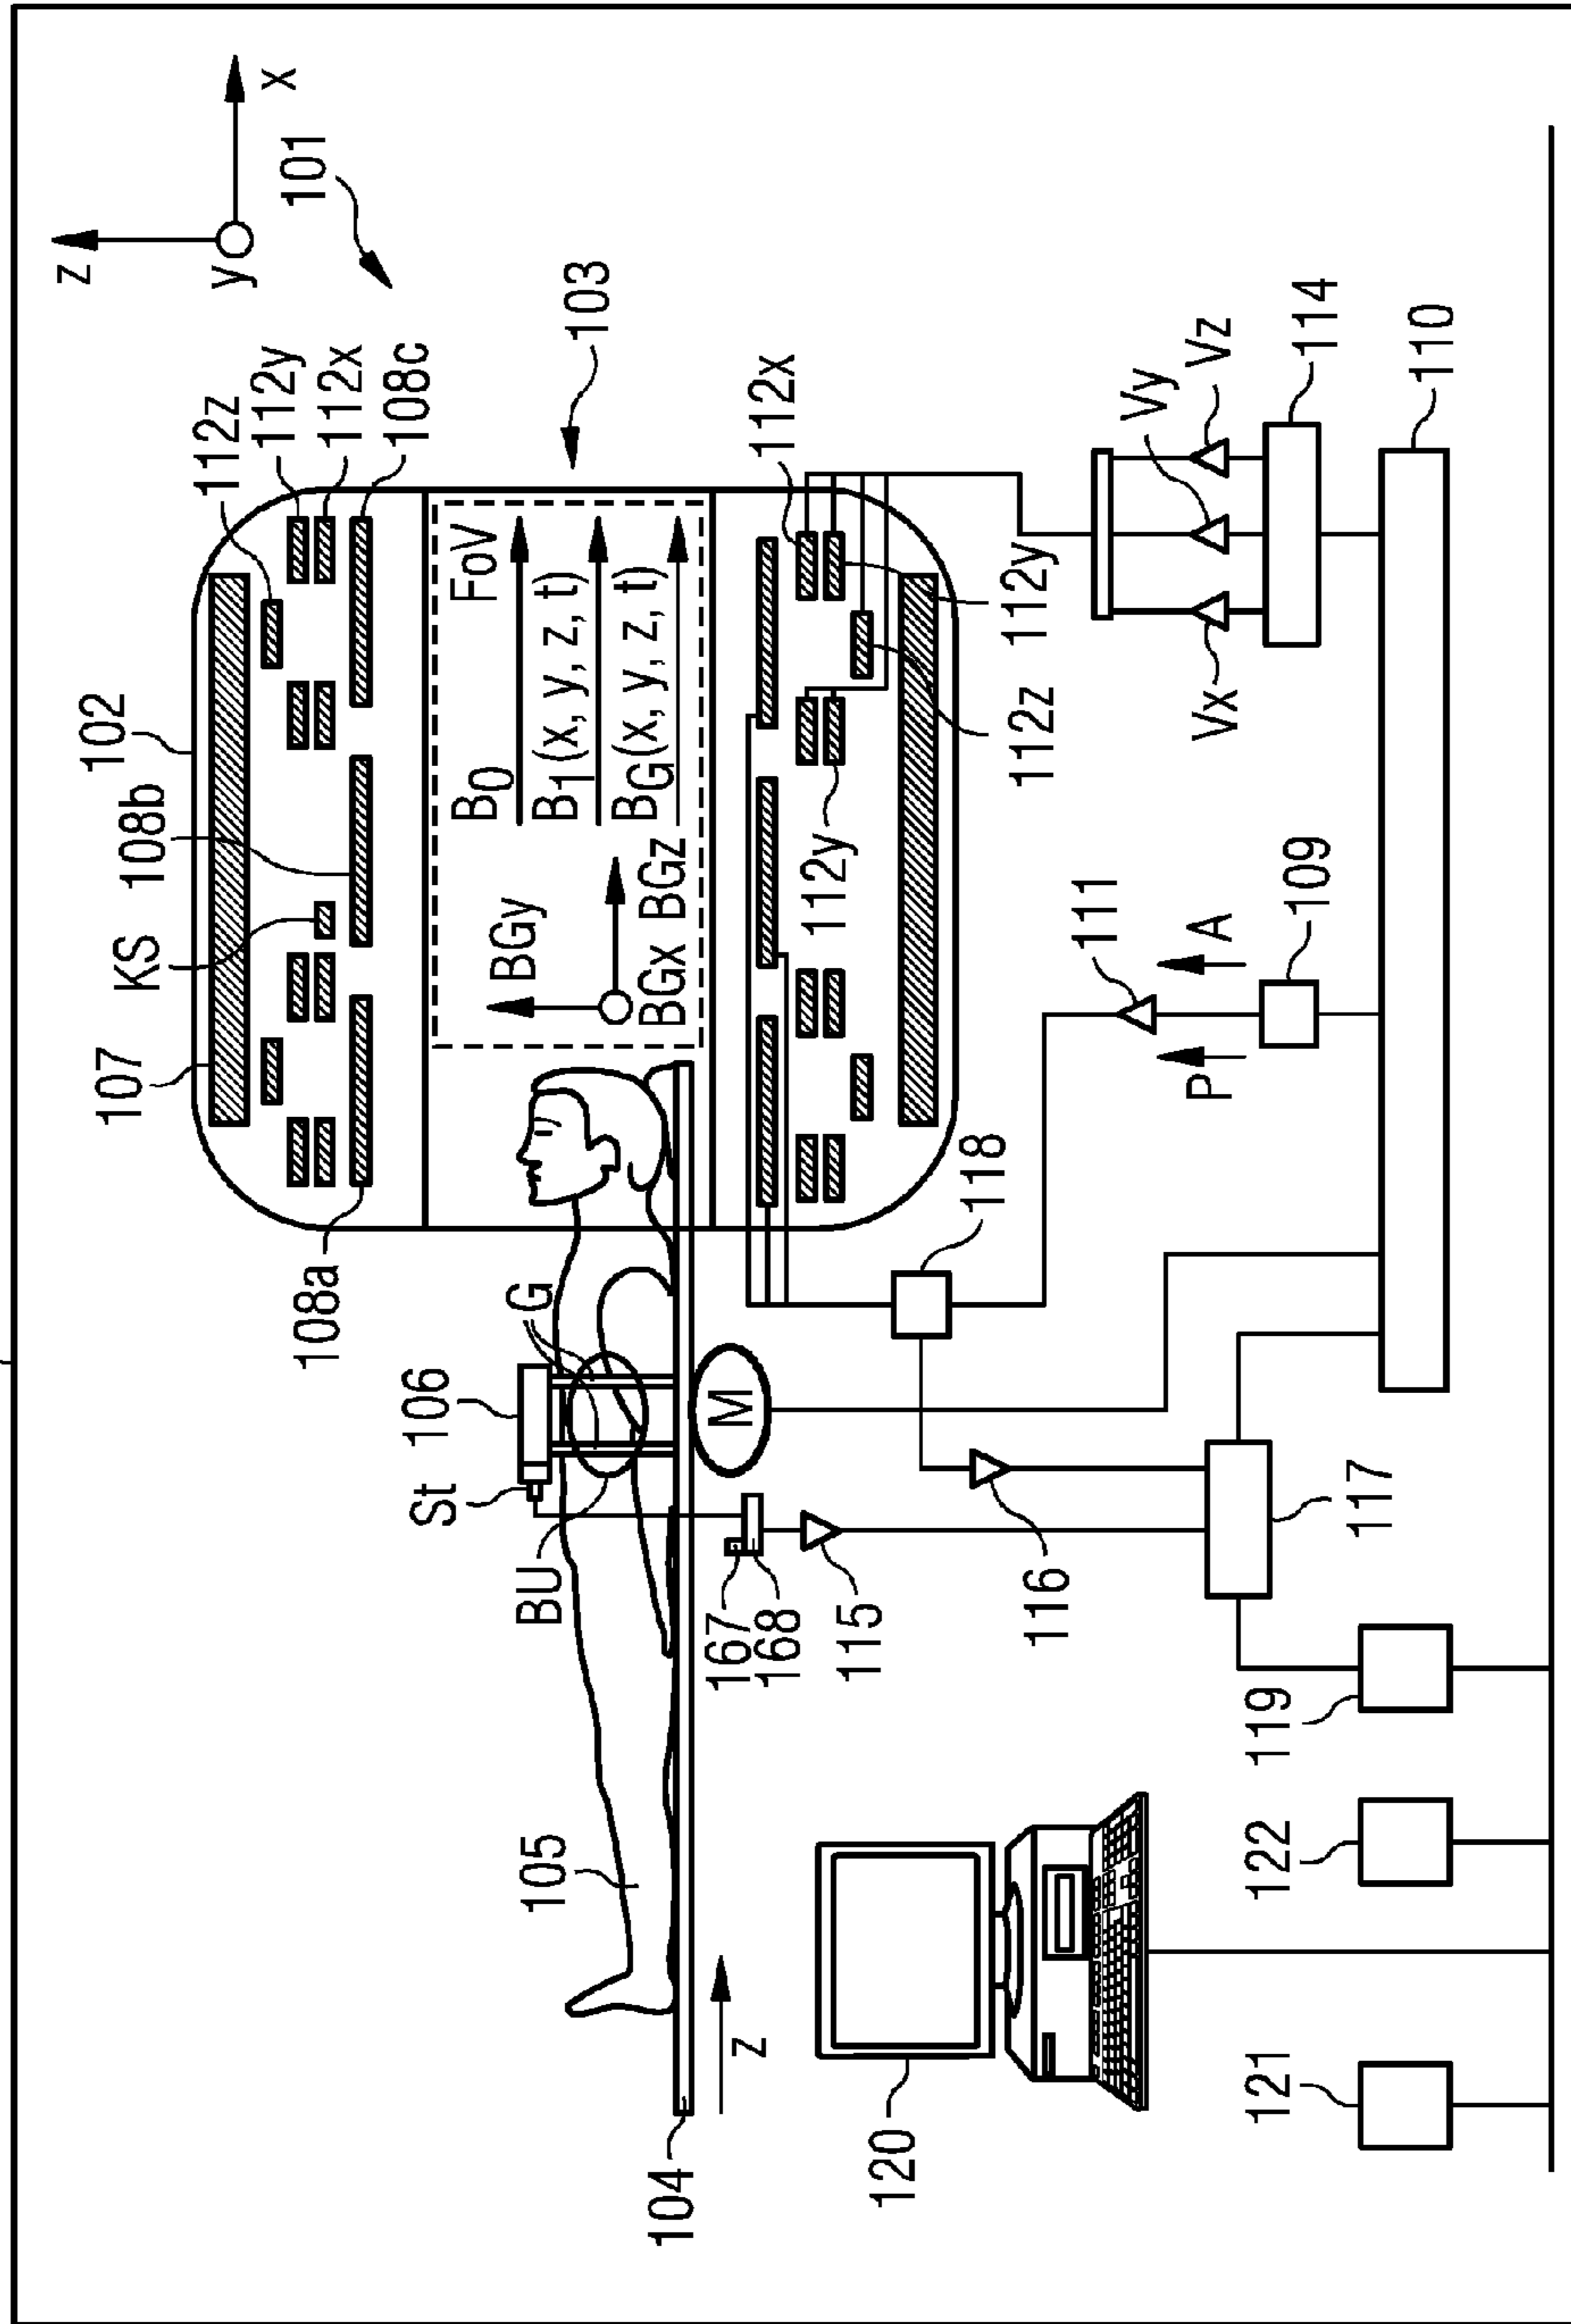 z
y
x
101
102
112z
112y
112x
108c
108b
KS
107
103
108a
FoV
B0
B1(x, y, z, t)
BG(x, y, z, t)
BGy
BGx BGz
112x
112y
112z
112y
106
St
G
BU
M
105
104
z
118
167
168
115
116
117
111
P
A
109
Vx
Vy
Vz
114
110
120
119
122
121